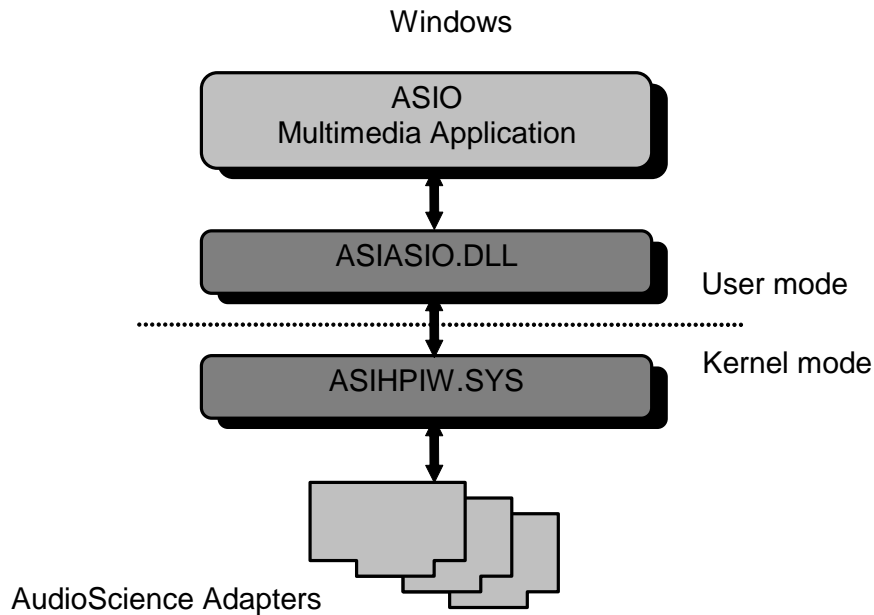 Windows
ASIO
Multimedia Application
ASIASIO.DLL
User mode
Kernel mode
ASIHPIW.SYS
AudioScience Adapters